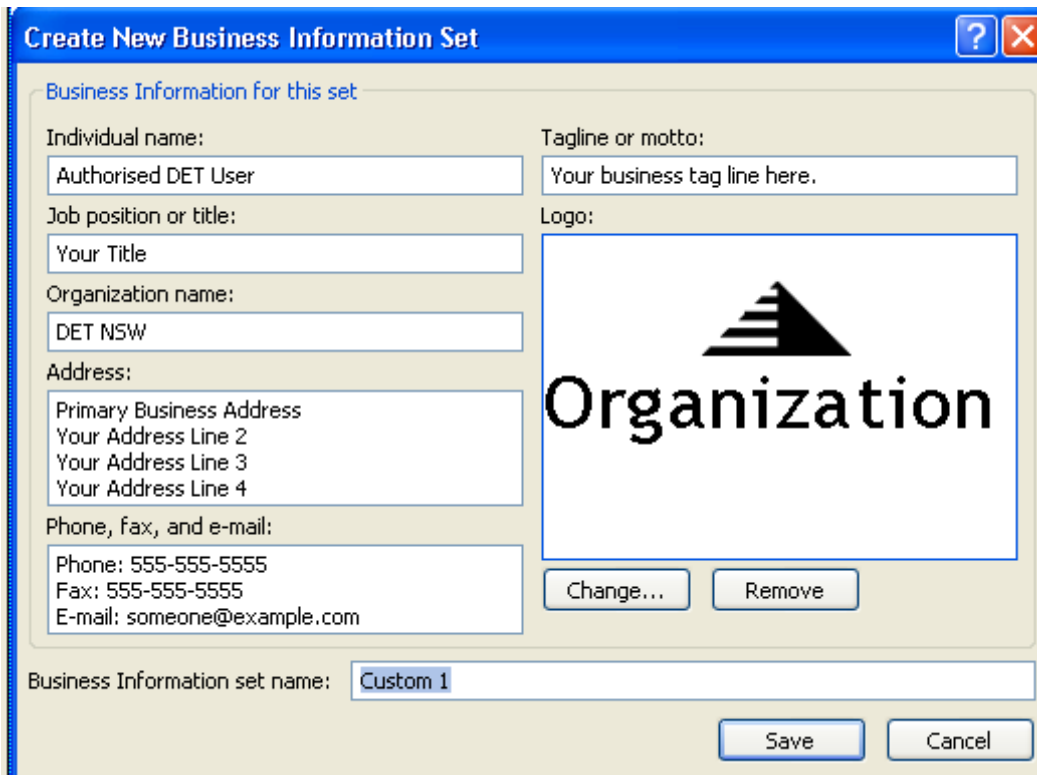 Create New Business Information Set
?
Business Information for this set
Individual name:
Authorised DET User
Job position or title:
Your Title
Organization name:
DET NSW
Address:
Primary Business Address
Your Address Line 2
Your Address Line 3
Your Address Line 4
Phone, fax, and e-mail:
Phone: 555-555-5555
Fax: 555-555-5555
E-mail: someone@example.com
Tagline or motto:
Your business tag line here.
Logo:
Organization
Change...
Remove
Business Information set name:
Custom 1
Save
Cancel